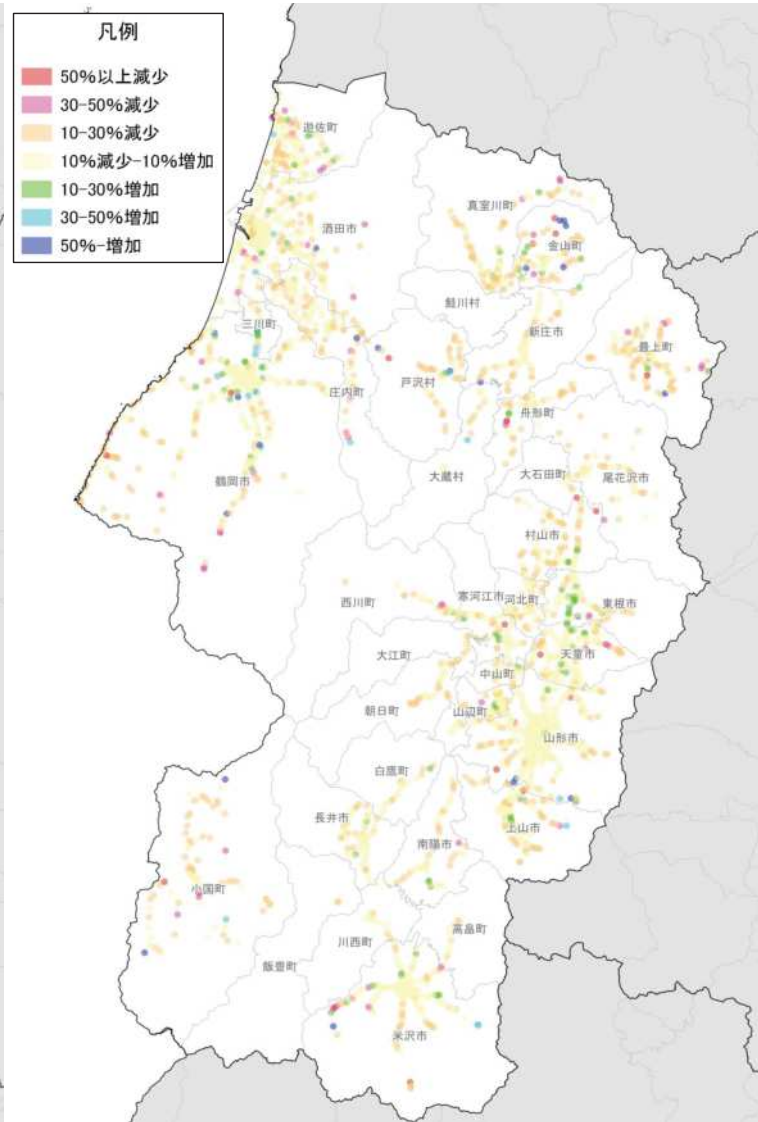 凡例
50%以上減少
30-50%減少
10-30%減少
10%減少-10%増加
10-30%増加
30-50%増加
50%-増加
遊佐町
酒田市
真室川町
金山町
鮭川村
三川町
新庄市
最上町
庄内町
戸沢村
舟形町
鶴岡市
大蔵村
大石田町
尾花沢市
村山市
西川町
寒河江市
河北町
東根市
大江町
天童市
中山町
朝日町
山辺町
山形市
白鷹町
長井市
南陽市
上山市
小国町
高畠町
川西町
飯豊町
米沢市